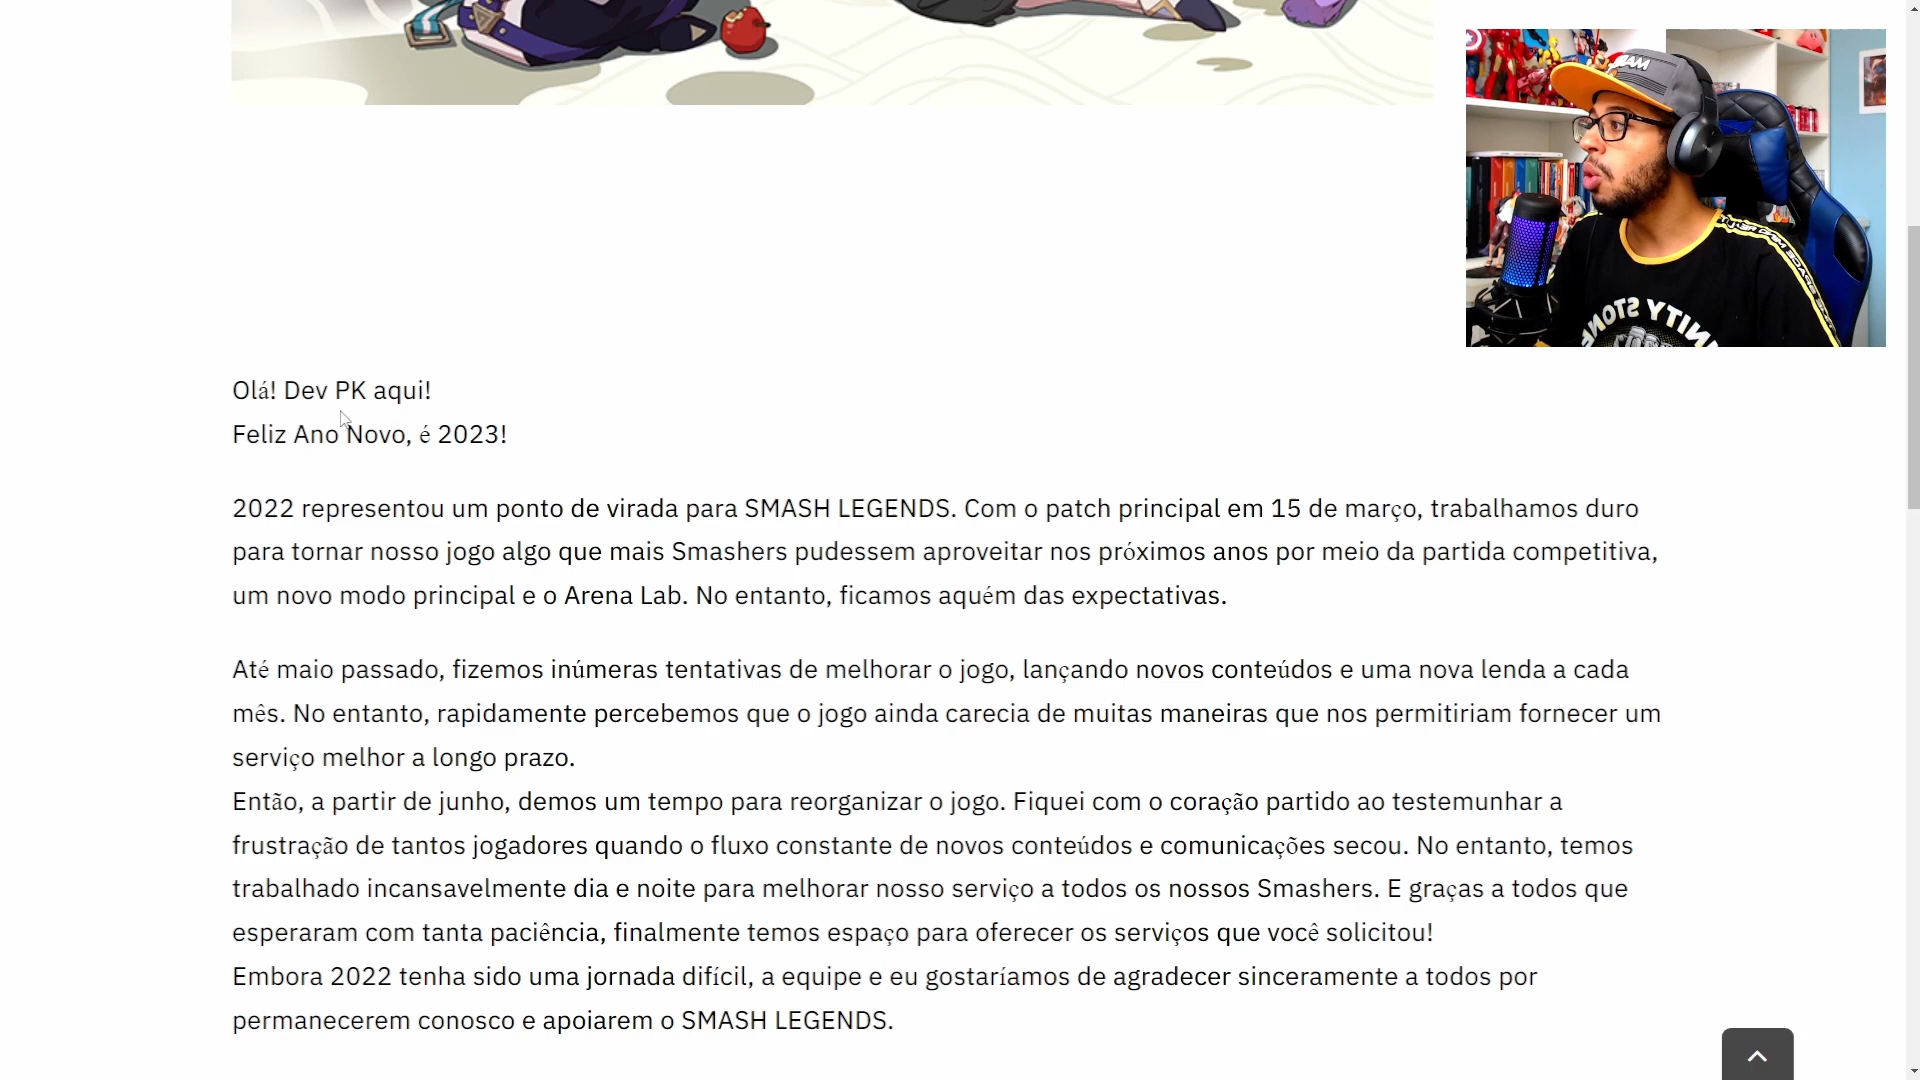 Olá! Dev PK aqui!
Feliz Ano Novo, é 2023!
2022 representou um ponto de virada para SMASH LEGENDS. Com o patch principal em 15 de março, trabalhamos duro
para tornar nosso jogo algo que mais Smashers pudessem aproveitar nos próximos anos por meio da partida competitiva,
um novo modo principal e o Arena Lab. No entanto, ficamos aquém das expectativas.
Até maio passado, fizemos inúmeras tentativas de melhorar o jogo, lançando novos conteúdos e uma nova lenda a cada
mês. No entanto, rapidamente percebemos que o jogo ainda carecia de muitas maneiras que nos permitiriam fornecer um
serviço melhor a longo prazo.
Então, a partir de junho, demos um tempo para reorganizar o jogo. Fiquei com o coração partido ao testemunhar a
frustração de tantos jogadores quando o fluxo constante de novos conteúdos e comunicações secou. No entanto, temos
trabalhado incansavelmente dia e noite para melhorar nosso serviço a todos os nossos Smashers. E graças a todos que
esperaram com tanta paciência, finalmente temos espaço para oferecer os serviços que você solicitou!
Embora 2022 tenha sido uma jornada difícil, a equipe e eu gostaríamos de agradecer sinceramente a todos por
permanecerem conosco e apoiarem o SMASH LEGENDS.